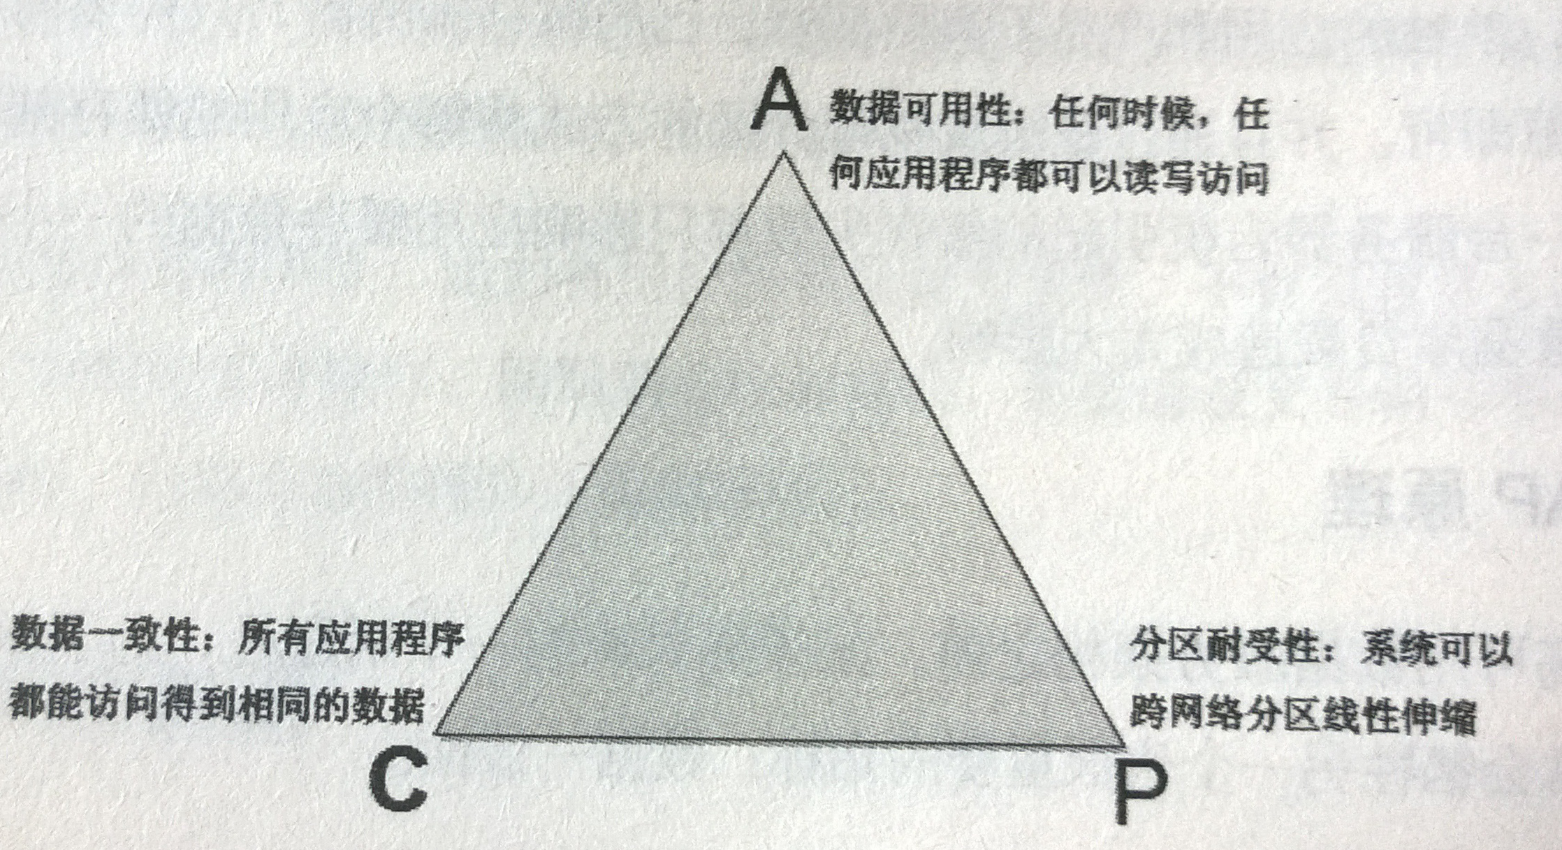 A
数据可用性：任何时候，任
何应用程序都可以读写访问
数据一致性：所有应用程序
都能访问得到相同的数据
C
分区耐受性：系统可以
跨网络分区线性伸缩
P